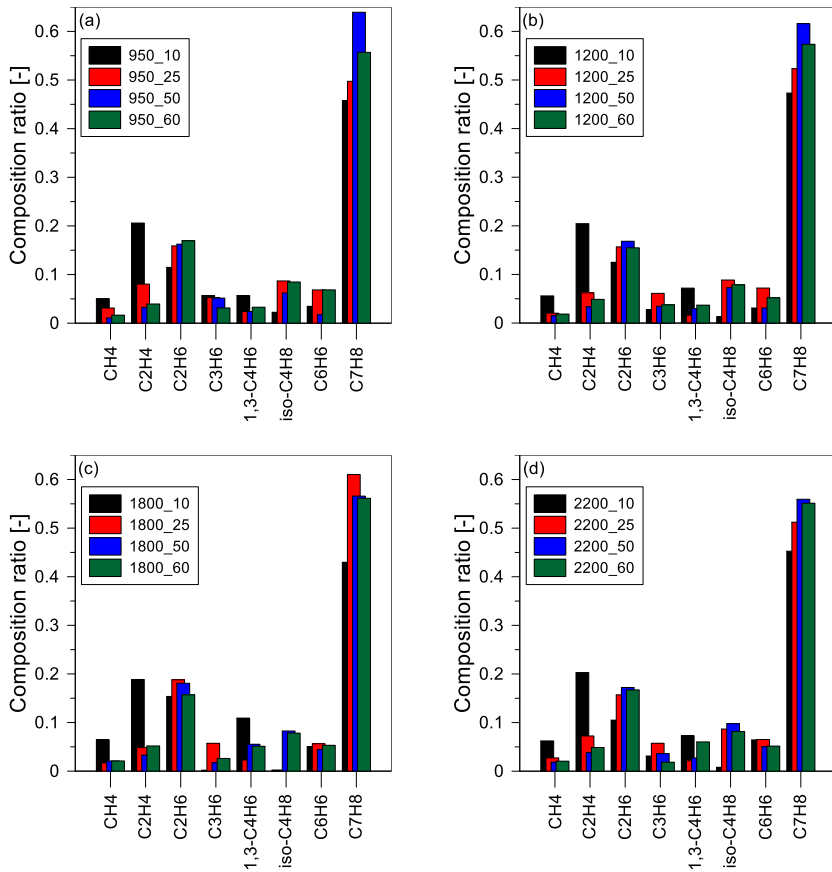 (a)
950_10
950_25
950_50
950_60
Composition ratio [-]
0.6
0.5
0.4
0.3
0.2
0.1
0
CH4
C2H4
C2H6
C3H6
1,3-C4H6
iso-C4H8
C6H6
C7H8
(b)
1200_10
1200_25
1200_50
1200_60
Composition ratio [-]
0.6
0.5
0.4
0.3
0.2
0.1
0
CH4
C2H4
C2H6
C3H6
1,3-C4H6
iso-C4H8
C6H6
C7H8
(c)
1800_10
1800_25
1800_50
1800_60
Composition ratio [-]
0.6
0.5
0.4
0.3
0.2
0.1
0
CH4
C2H4
C2H6
C3H6
1,3-C4H6
iso-C4H8
C6H6
C7H8
(d)
2200_10
2200_25
2200_50
2200_60
Composition ratio [-]
0.6
0.5
0.4
0.3
0.2
0.1
0
CH4
C2H4
C2H6
C3H6
1,3-C4H6
iso-C4H8
C6H6
C7H8